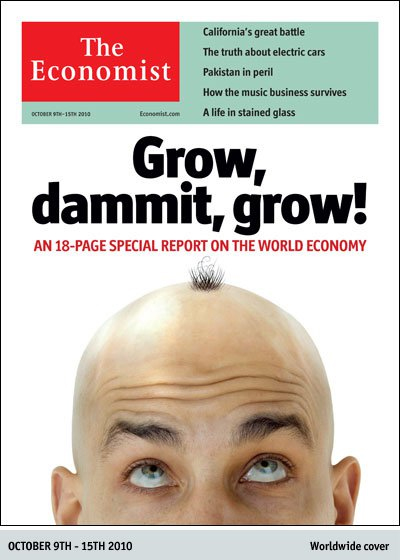 The
Economist
OCTOBER 9TH–15TH 2010
Economist.com
California's great battle
The truth about electric cars
Pakistan in peril
How the music business survives
A life in stained glass
Grow,
dammit, grow!
AN 18-PAGE SPECIAL REPORT ON THE WORLD ECONOMY
OCTOBER 9TH - 15TH 2010
Worldwide cover